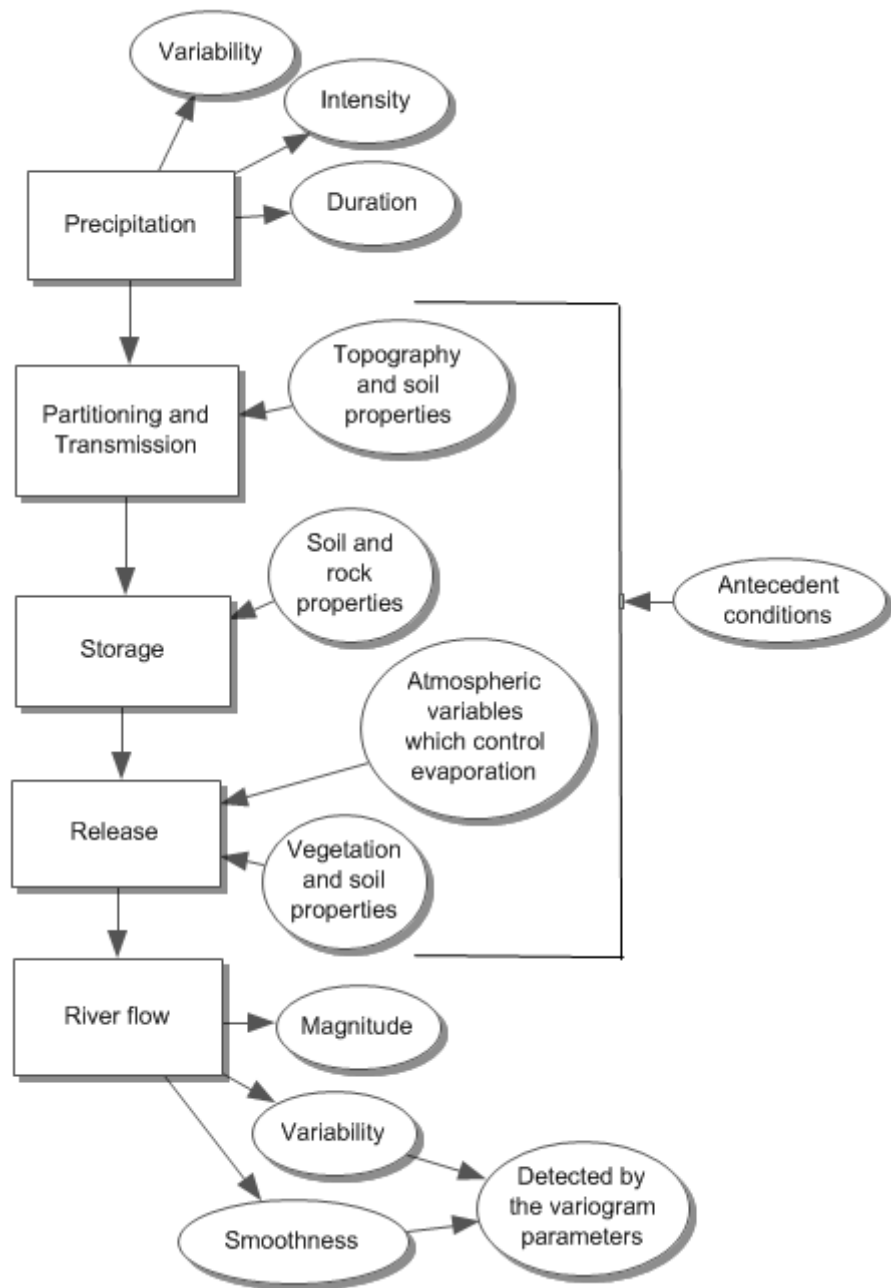 Variability
Intensity
Precipitation
Duration
Topography
and soil
properties
Partitioning and
Transmission
Soil and
rock
properties
Storage
Antecedent
conditions
Atmospheric
variables
which control
evaporation
Release
Vegetation
and soil
properties
River flow
Magnitude
Variability
Smoothness
Detected by
the variogram
parameters